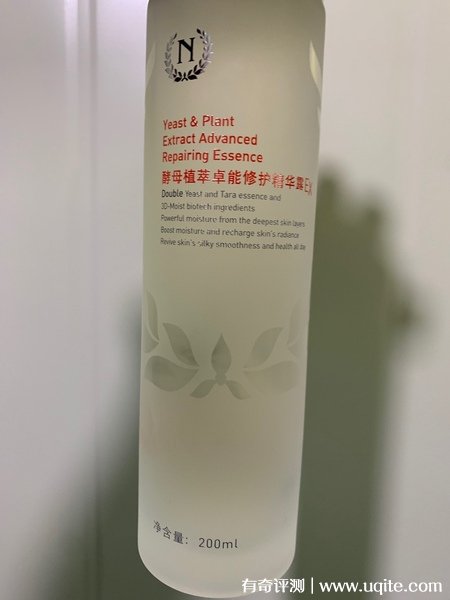 N
Yeast & Plant
Extract Advanced
Repairing Essence
酵母植萃卓能修护精华露EX
Double Yeast and Tara essence and
3D-Moist biotech ingredients
Powerful moisture from the deepest skin layers
Boost moisture and recharge skin's radiance
Revive skin's silky smoothness and health all day
净含量: 200ml
有奇评测 | www.uqite.com